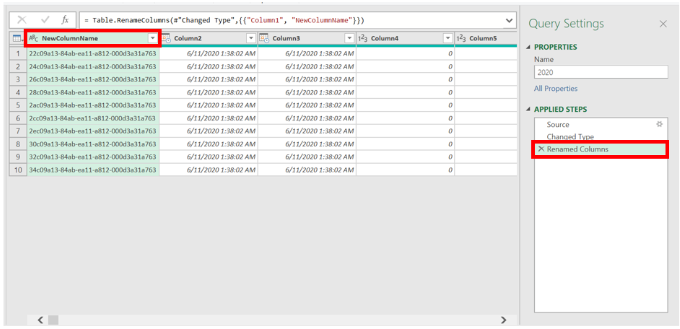 fx = Table.RenameColumns(#"Changed Type",{{"Column1", "NewColumnName"}})
ABC NewColumnName Column2 Column3 123 Column4 123 Column5
1 22c09a13-84ab-ea11-a812-000d3a31a763 6/11/2020 1:38:02 AM 6/11/2020 1:38:02 AM 0
2 24c09a13-84ab-ea11-a812-000d3a31a763 6/11/2020 1:38:02 AM 6/11/2020 1:38:02 AM 0
3 26c09a13-84ab-ea11-a812-000d3a31a763 6/11/2020 1:38:02 AM 6/11/2020 1:38:02 AM 0
4 28c09a13-84ab-ea11-a812-000d3a31a763 6/11/2020 1:38:02 AM 6/11/2020 1:38:02 AM 0
5 2ac09a13-84ab-ea11-a812-000d3a31a763 6/11/2020 1:38:02 AM 6/11/2020 1:38:02 AM 0
6 2cc09a13-84ab-ea11-a812-000d3a31a763 6/11/2020 1:38:02 AM 6/11/2020 1:38:02 AM 0
7 2ec09a13-84ab-ea11-a812-000d3a31a763 6/11/2020 1:38:02 AM 6/11/2020 1:38:02 AM 0
8 30c09a13-84ab-ea11-a812-000d3a31a763 6/11/2020 1:38:02 AM 6/11/2020 1:38:02 AM 0
9 32c09a13-84ab-ea11-a812-000d3a31a763 6/11/2020 1:38:02 AM 6/11/2020 1:38:02 AM 0
10 34c09a13-84ab-ea11-a812-000d3a31a763 6/11/2020 1:38:02 AM 6/11/2020 1:38:02 AM 0
Query Settings
PROPERTIES
Name
2020
All Properties
APPLIED STEPS
Source
Changed Type
Renamed Columns